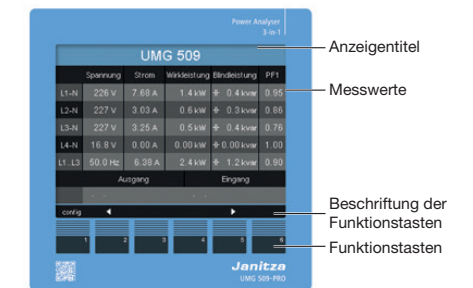 Power Analyser
3-in-1
UMG 509
Anzeigentitel
Spannung Strom Wirkleistung Blindleistung PF1
Messwerte
L1-N 226 V 7.68 A 1.4 kW 0.4 kvar 0.95
L2-N 227 V 3.03 A 0.6 kW 0.3 kvar 0.86
L3-N 227 V 3.25 A 0.5 kW 0.4 kvar 0.76
L4-N 16.8 V 0.00 A 0.00 kW 0.00 kvar 1.00
L1..L3 50.0 Hz 6.38 A 2.4 kW 1.2 kvar 0.90
Ausgang Eingang
config
Beschriftung der
Funktionstasten
1 2 3 4 5 6
Funktionstasten
Janitza
UMG 509-PRO